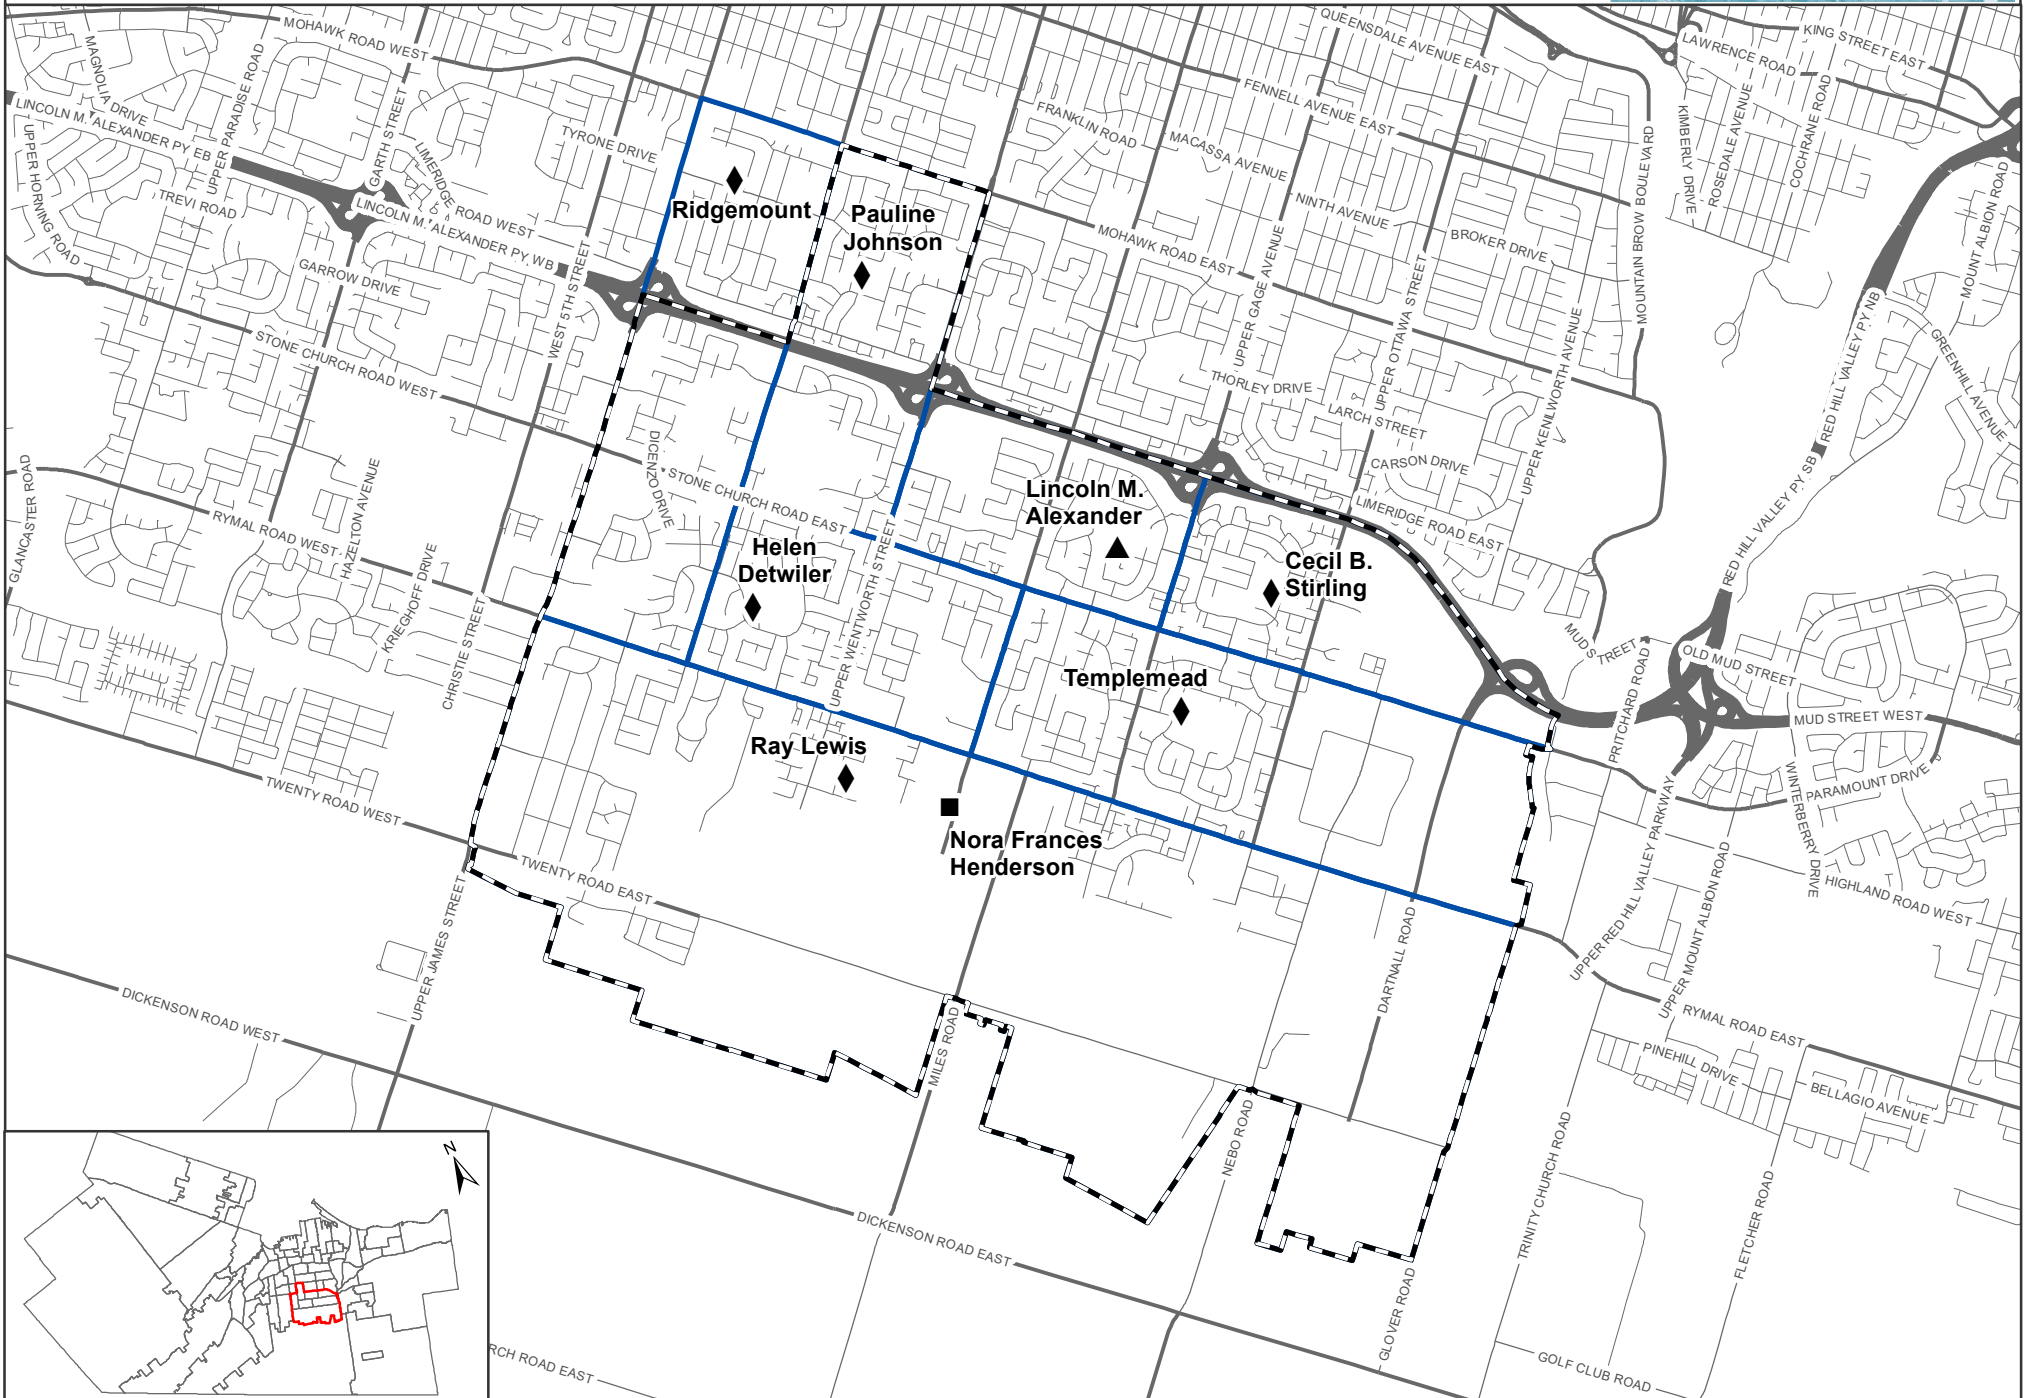 QUEENSDALE AVENUE EAST
MOHAWK ROAD WEST
KING STREET EAST
LAWRENCE ROAD
MAGNOLIA DRIVE
UPPER PARADISE ROAD
FENNELL AVENUE EAST
LINCOLN M. ALEXANDER PY EB
GARTH STREET
FRANKLIN ROAD
TYRONE DRIVE
MACASSA AVENUE
KIMBERLY DRIVE
ROSEDALE AVENUE
COCHRANE ROAD
UPPER HORNING ROAD
LIMERIDGE ROAD WEST
MOUNTAIN BROW BOULEVARD
MOUNT ALBION ROAD
TREVI ROAD
LINCOLN M. ALEXANDER PY WB
Ridgemount
Pauline
Johnson
NINTH AVENUE
BROKER DRIVE
MOHAWK ROAD EAST
GARROW DRIVE
WEST 5TH STREET
UPPER GAGE AVENUE
UPPER OTTAWA STREET
UPPER KENILWORTH AVENUE
RED HILL VALLEY PY NB
GREENHILL AVENUE
STONE CHURCH ROAD WEST
THORLEY DRIVE
LARCH STREET
CARSON DRIVE
DICENZO DRIVE
STONE CHURCH ROAD EAST
GLANCASTER ROAD
HAZELTON AVENUE
RYMAL ROAD WEST
KRIEGHOFF DRIVE
CHRISTIE STREET
Helen
Detwiler
UPPER WENTWORTH STREET
Lincoln M.
Alexander
LIMERIDGE ROAD EAST
RED HILL VALLEY PY SB
Cecil B.
Stirling
MUD STREET
OLD MUD STREET
PRITCHARD ROAD
MUD STREET WEST
Templemead
Ray Lewis
PARAMOUNT DRIVE
WINTERBERRY DRIVE
TWENTY ROAD WEST
Nora Frances
Henderson
TWENTY ROAD EAST
HIGHLAND ROAD WEST
UPPER RED HILL VALLEY PARKWAY
UPPER MOUNT ALBION ROAD
UPPER JAMES STREET
DARTNALL ROAD
DICKENSON ROAD WEST
MILES ROAD
RYMAL ROAD EAST
PINEHILL DRIVE
BELLAGIO AVENUE
NEBO ROAD
TRINITY CHURCH ROAD
FLETCHER ROAD
DICKENSON ROAD EAST
GLOVER ROAD
GOLF CLUB ROAD
RCH ROAD EAST
N